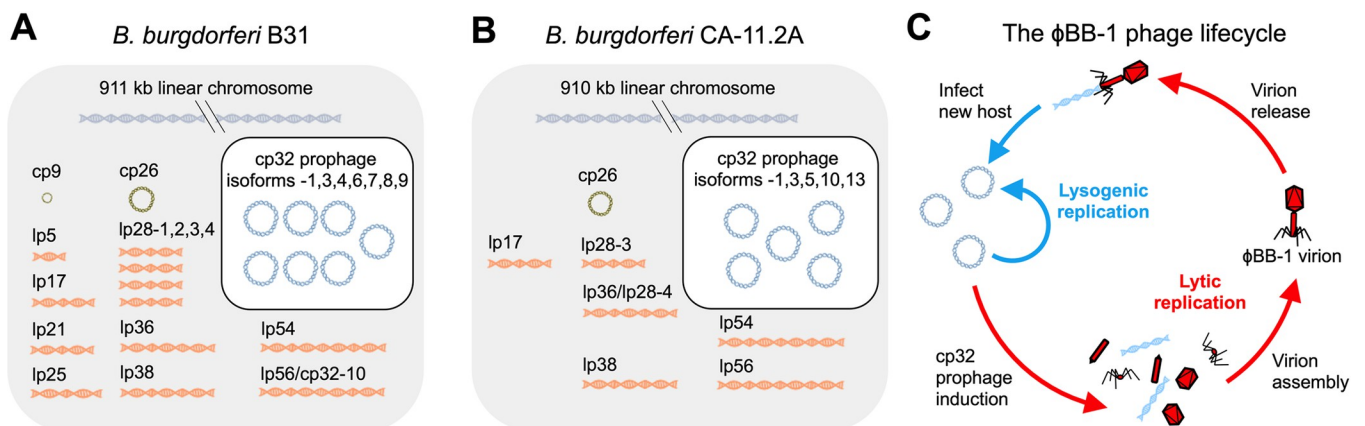 A
B. burgdorferi B31
911 kb linear chromosome
cp32 prophage
isoforms -1,3,4,6,7,8,9
cp9
cp26
lp5
lp28-1,2,3,4
lp17
lp21
lp36
lp54
lp25
lp38
lp56/cp32-10
B
B. burgdorferi CA-11.2A
910 kb linear chromosome
cp32 prophage
isoforms -1,3,5,10,13
cp26
lp17
lp28-3
lp36/lp28-4
lp54
lp38
lp56
C
The ϕBB-1 phage lifecycle
Infect
new host
Virion
release
Lysogenic
replication
ϕBB-1 virion
Lytic
replication
cp32
prophage
induction
Virion
assembly